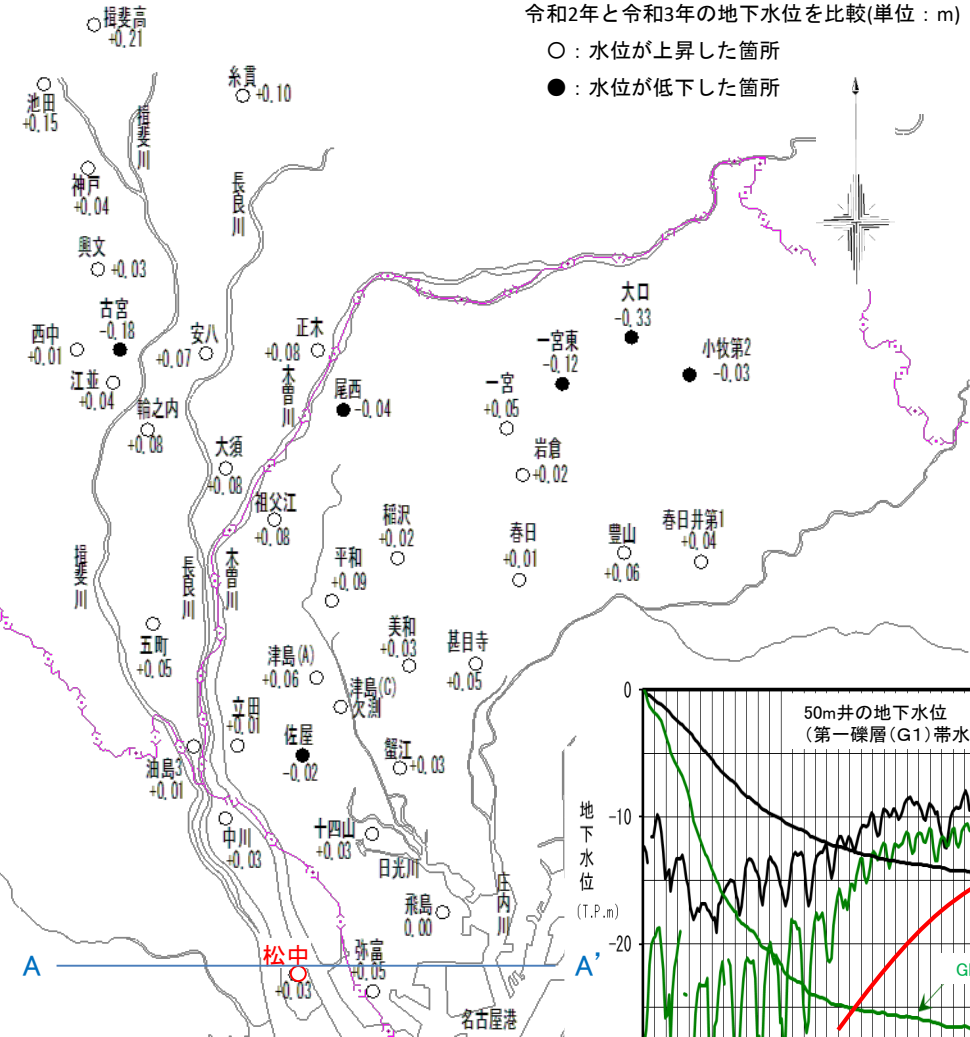 令和2年と令和3年の地下水位を比較(単位：m)
○：水位が上昇した箇所
●：水位が低下した箇所
揖斐高
+0.21
糸貫
+0.10
池田
+0.15
揖斐川
神戸
+0.04
長良川
興文
+0.03
古宮
-0.18
西中
+0.01
安八
+0.07
正木
+0.08
江並
+0.04
木曽川
尾西
-0.04
輪之内
+0.08
大口
-0.33
一宮東
-0.12
小牧第2
-0.03
一宮
+0.05
岩倉
+0.02
大須
+0.08
祖父江
+0.08
稲沢
+0.02
春日
+0.01
豊山
+0.06
春日井第1
+0.04
平和
+0.09
揖斐川
長良川
木曽川
五町
+0.05
美和
+0.03
甚目寺
+0.05
津島(A)
+0.06
津島(C)
欠測
立田
+0.01
佐屋
-0.02
蟹江
+0.03
油島3
+0.01
中川
+0.03
十四山
+0.03
日光川
飛島
0.00
庄内川
A
A’
松中
+0.03
弥富
+0.05
名古屋港
50m井の地下水位
（第一礫層(G1)帯水
地下水位
(T.P.m)
0
-10
-20